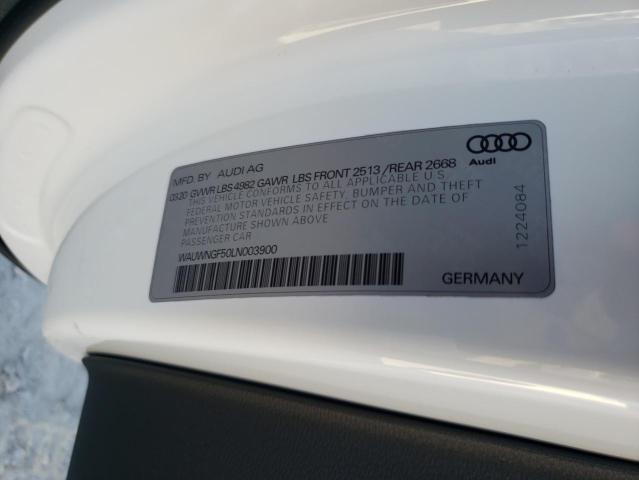 MFD. BY AUDI AG
0320 GVWR LBS 4982 GAWR LBS FRONT 2513 / REAR 2668
THIS VEHICLE CONFORMS TO ALL APPLICABLE U.S.
FEDERAL MOTOR VEHICLE SAFETY, BUMPER AND THEFT
PREVENTION STANDARDS IN EFFECT ON THE DATE OF
MANUFACTURE SHOWN ABOVE
PASSENGER CAR
WAUWNGF50LN003900
Audi
1224084
GERMANY